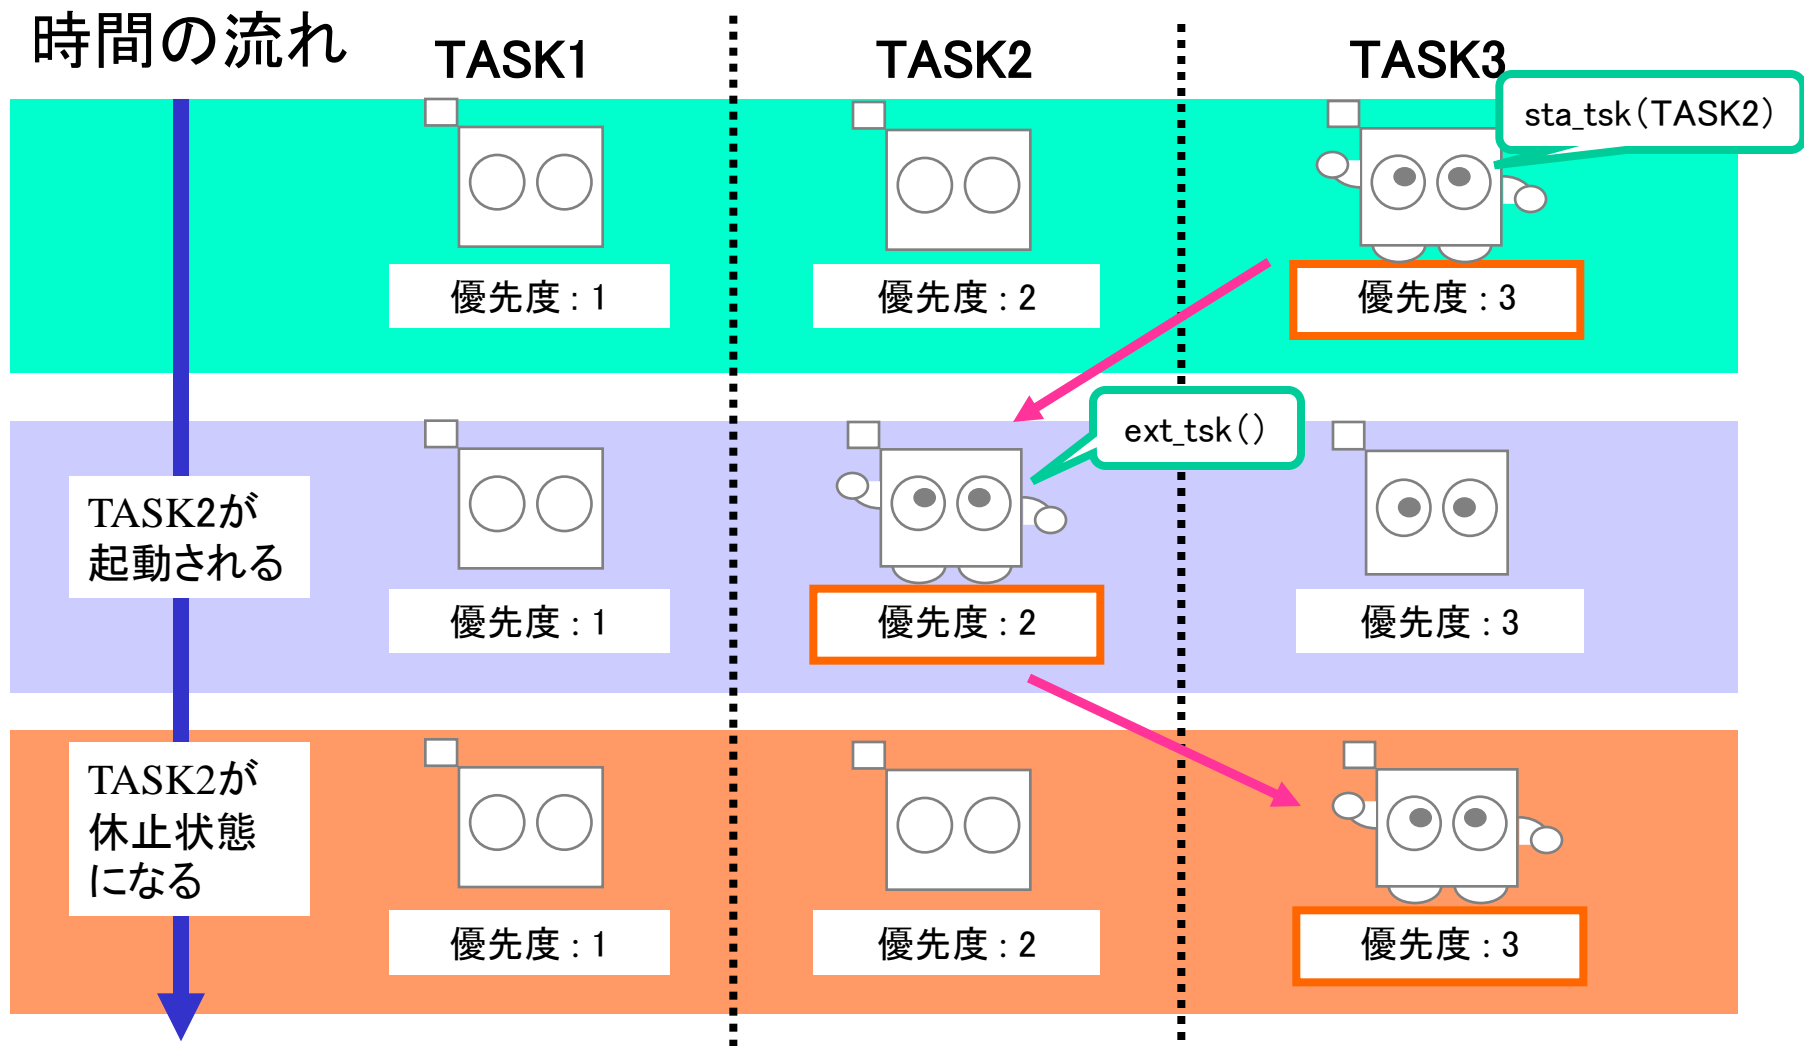 時間の流れ
TASK1
TASK2
TASK3
sta_tsk(TASK2)
優先度:1
優先度:2
優先度:3
ext_tsk()
TASK2が
起動される
優先度:1
優先度:2
優先度:3
TASK2が
休止状態
になる
優先度:1
優先度:2
優先度:3